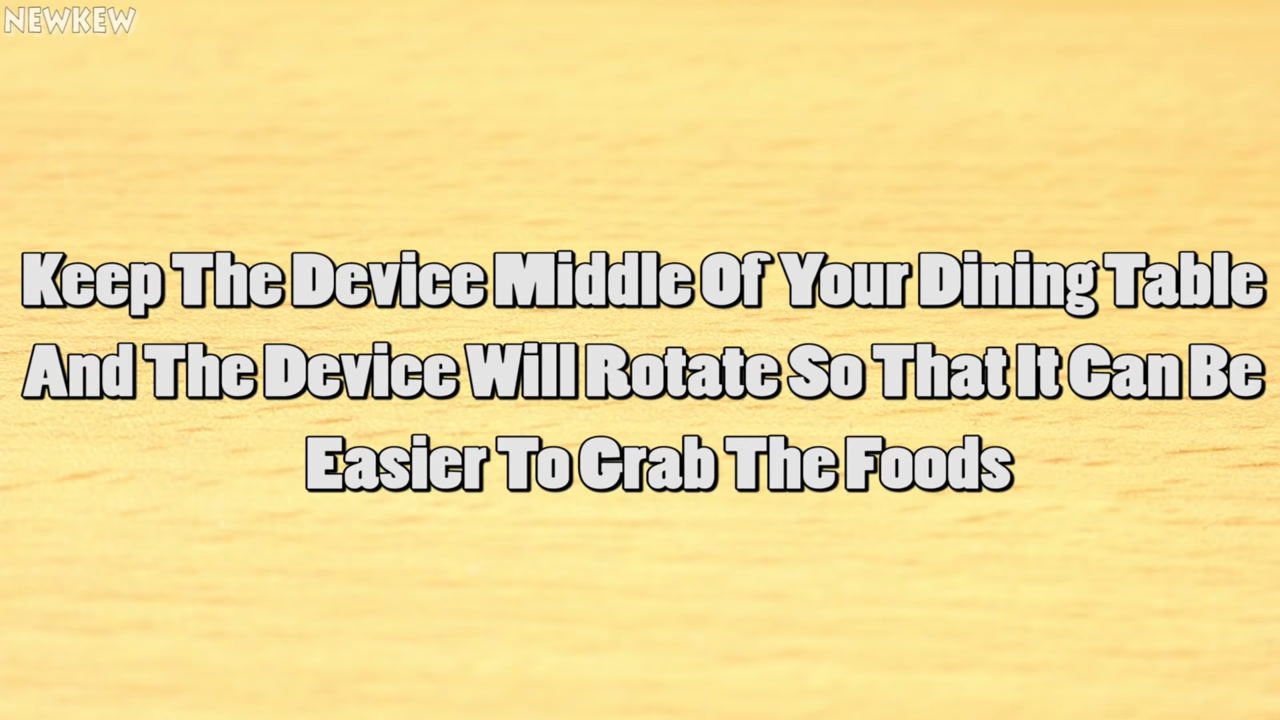 NEWKEW
Keep The Device Middle Of Your Dining Table
And The Device Will Rotate So That It Can Be
Easier To Grab The Foods